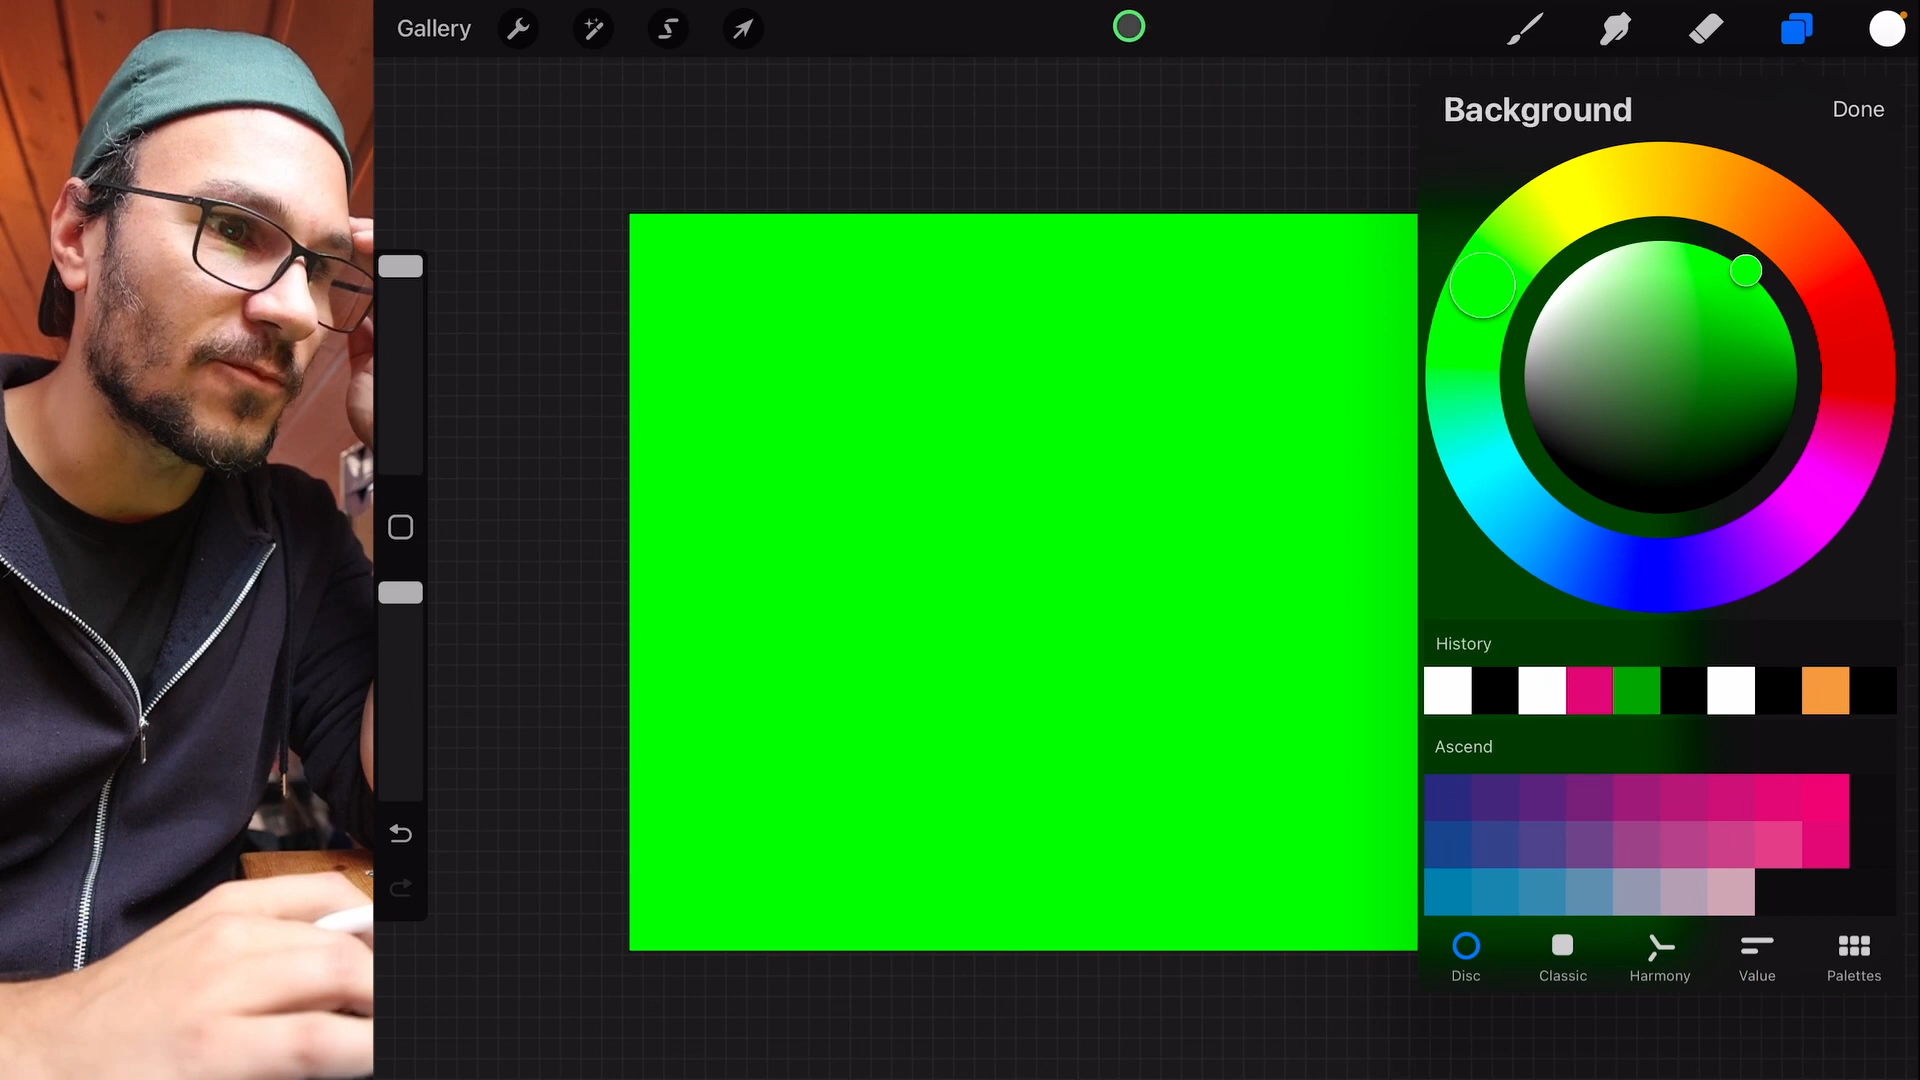 Gallery
Background
Done
History
Ascend
Disc
Classic
Harmony
Value
Palettes